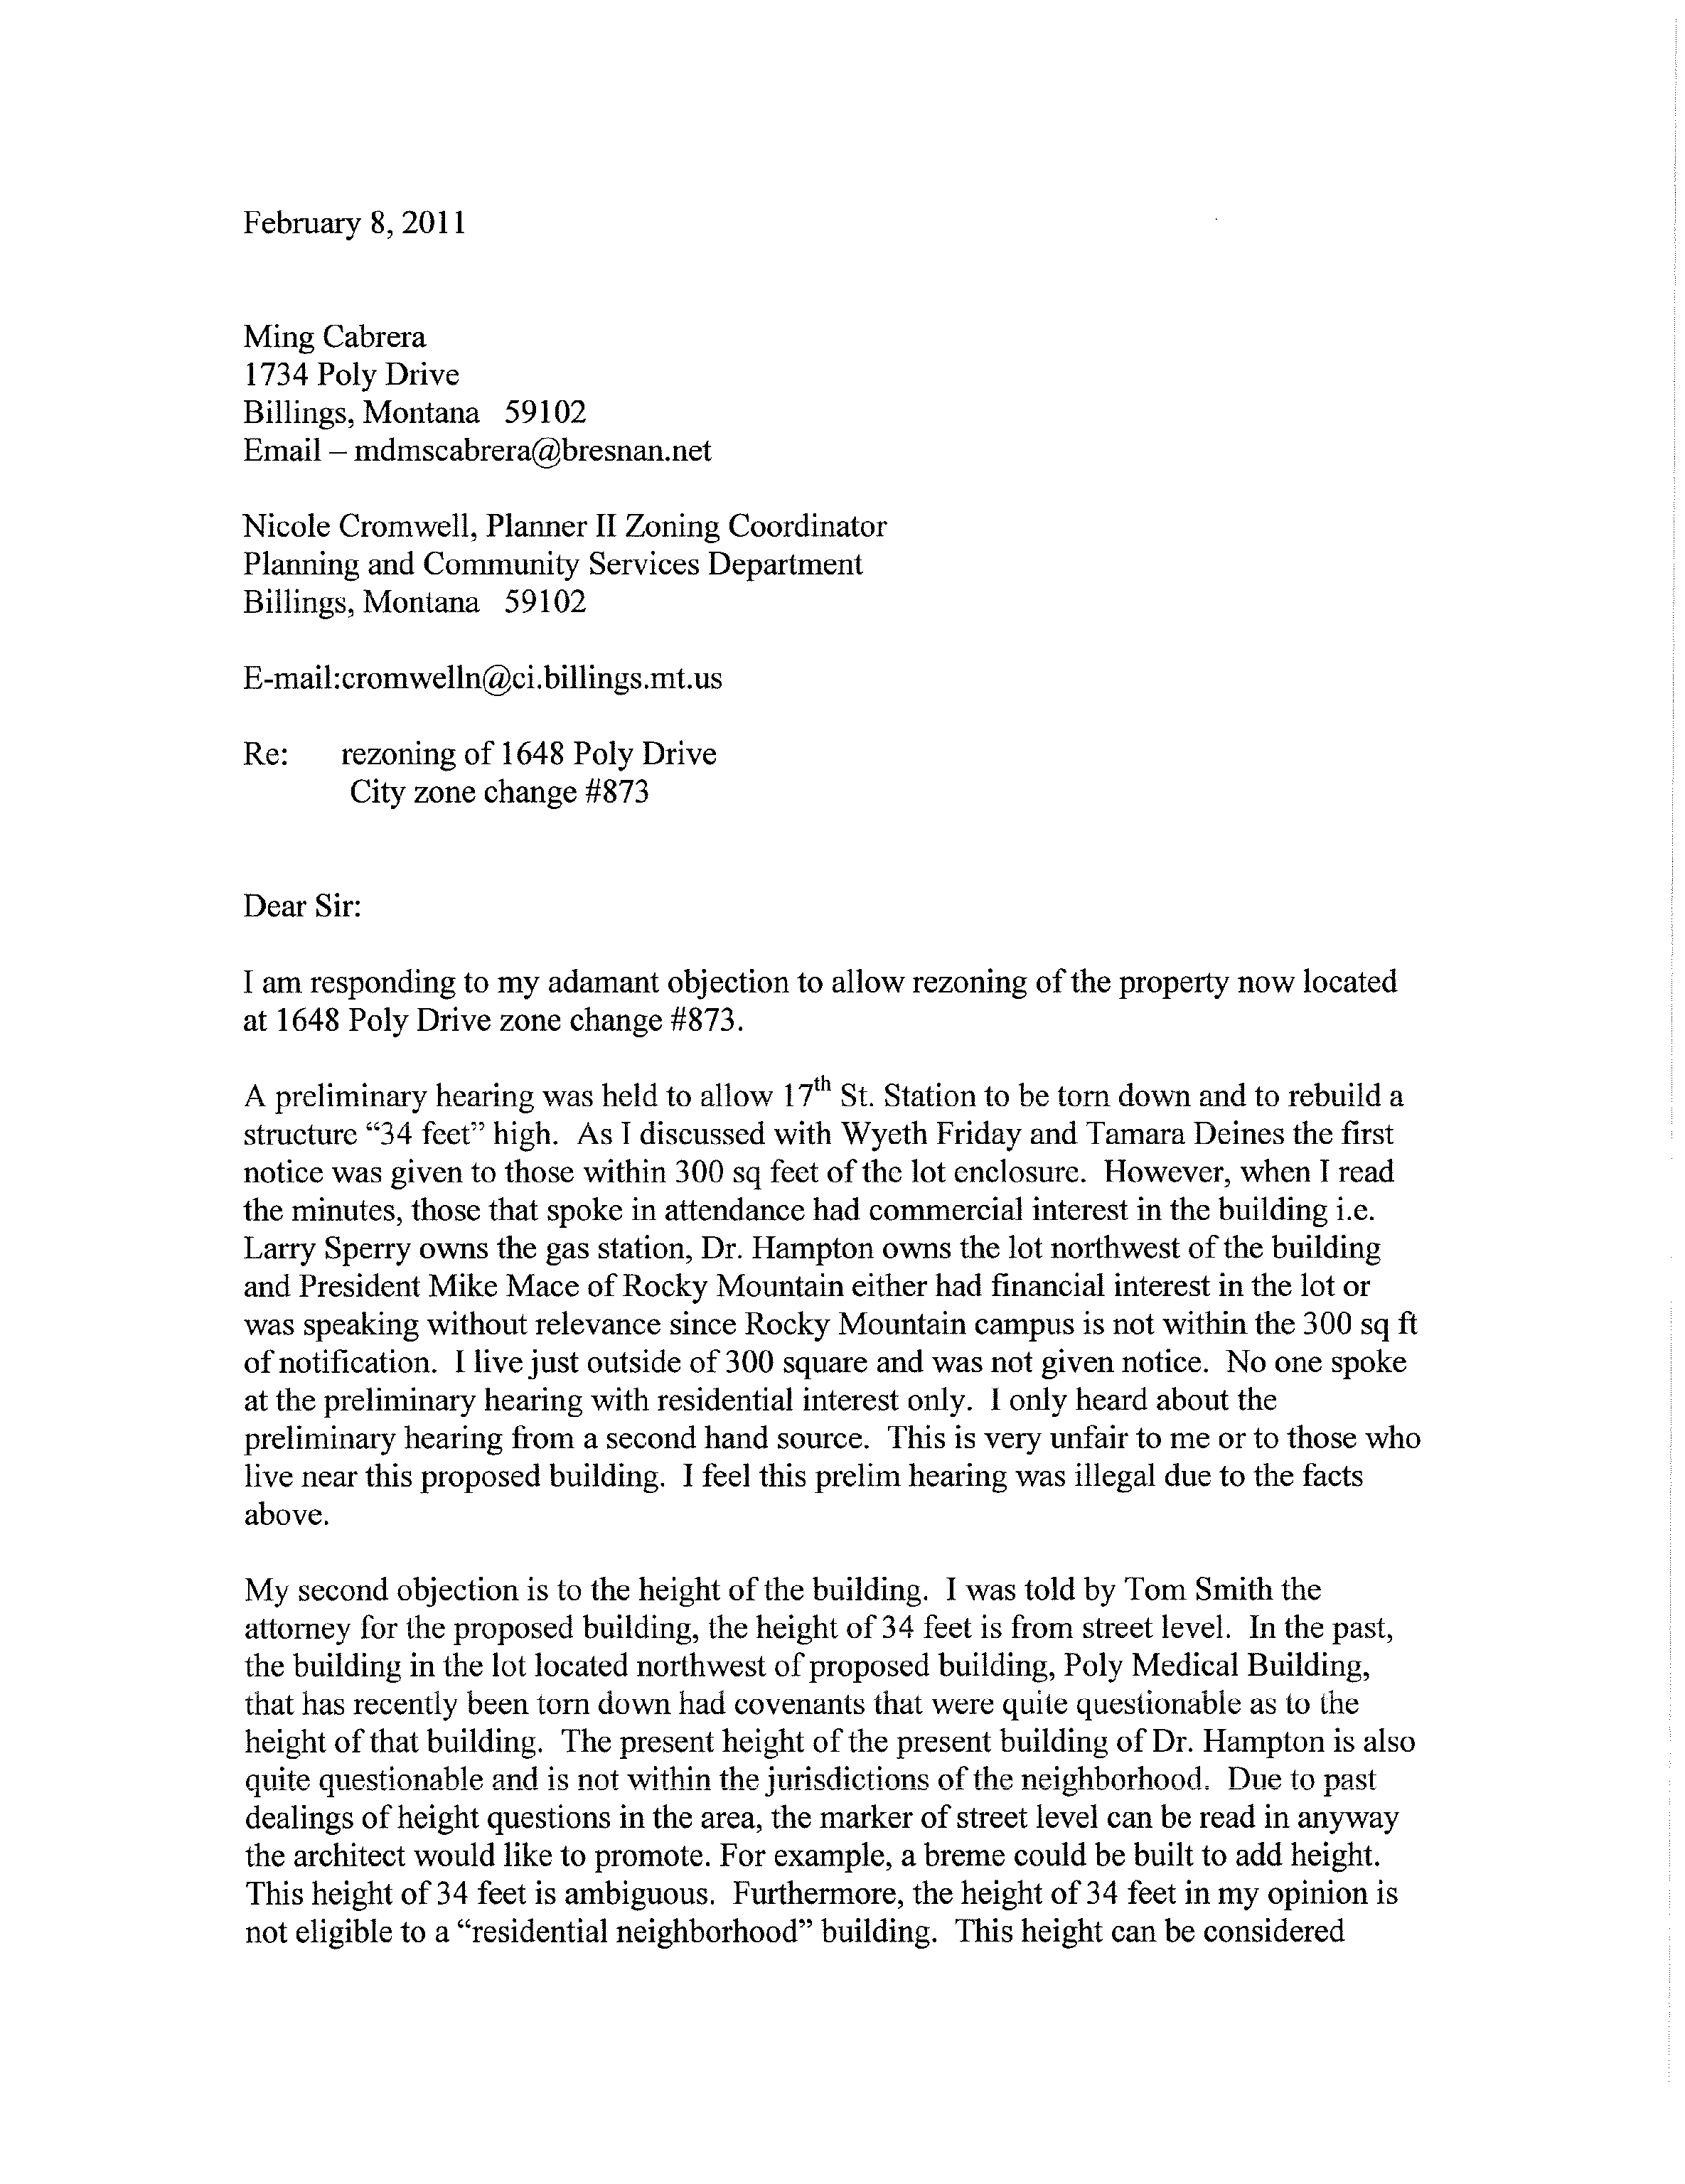 February 8, 2011
Ming Cabrera
1734 Poly Drive
Billings, Montana 59102
Email – mdmscabrera@bresnan.net
Nicole Cromwell, Planner II Zoning Coordinator
Planning and Community Services Department
Billings, Montana 59102
E-mail:cromwelln@ci.billings.mt.us
Re: rezoning of 1648 Poly Drive
City zone change #873
Dear Sir:
I am responding to my adamant objection to allow rezoning of the property now located
at 1648 Poly Drive zone change #873.
A preliminary hearing was held to allow 17th St. Station to be torn down and to rebuild a
structure “34 feet” high. As I discussed with Wyeth Friday and Tamara Deines the first
notice was given to those within 300 sq feet of the lot enclosure. However, when I read
the minutes, those that spoke in attendance had commercial interest in the building i.e.
Larry Sperry owns the gas station, Dr. Hampton owns the lot northwest of the building
and President Mike Mace of Rocky Mountain either had financial interest in the lot or
was speaking without relevance since Rocky Mountain campus is not within the 300 sq ft
of notification. I live just outside of 300 square and was not given notice. No one spoke
at the preliminary hearing with residential interest only. I only heard about the
preliminary hearing from a second hand source. This is very unfair to me or to those who
live near this proposed building. I feel this prelim hearing was illegal due to the facts
above.
My second objection is to the height of the building. I was told by Tom Smith the
attorney for the proposed building, the height of 34 feet is from street level. In the past,
the building in the lot located northwest of proposed building, Poly Medical Building,
that has recently been torn down had covenants that were quite questionable as to the
height of that building. The present height of the present building of Dr. Hampton is also
quite questionable and is not within the jurisdictions of the neighborhood. Due to past
dealings of height questions in the area, the marker of street level can be read in anyway
the architect would like to promote. For example, a breme could be built to add height.
This height of 34 feet is ambiguous. Furthermore, the height of 34 feet in my opinion is
not eligible to a “residential neighborhood” building. This height can be considered